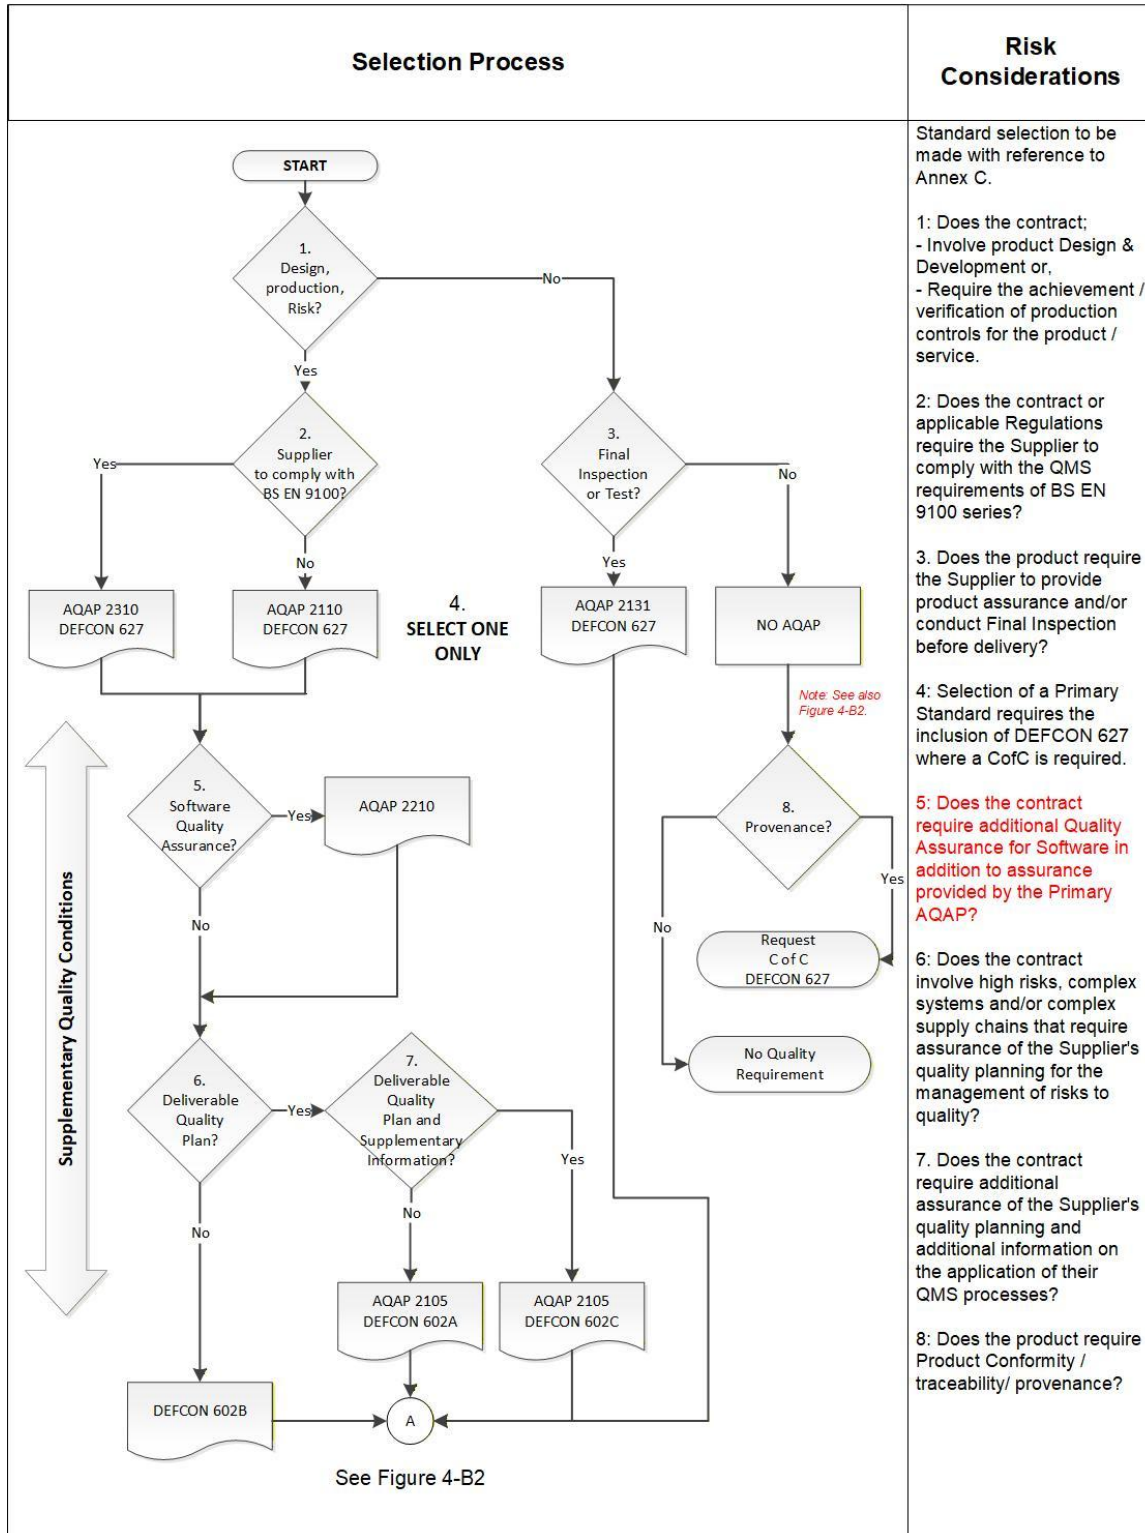 Selection Process
Risk
Considerations
START
1.
Design,
production,
Risk?
No
Yes
2.
Supplier
to comply with
BS EN 9100?
Yes
No
3.
Final
Inspection
or Test?
No
Yes
AQAP 2310
DEFCON 627
AQAP 2110
DEFCON 627
4.
SELECT ONE
ONLY
AQAP 2131
DEFCON 627
NO AQAP
Note: See also
Figure 4-B2.
Supplementary Quality Conditions
5.
Software
Quality
Assurance?
Yes
AQAP 2210
No
8.
Provenance?
No
Yes
Request
C of C
DEFCON 627
No Quality
Requirement
6.
Deliverable
Quality
Plan?
Yes
7.
Deliverable
Quality
Plan and
Supplementary
Information?
Yes
No
No
AQAP 2105
DEFCON 602A
AQAP 2105
DEFCON 602C
DEFCON 602B
A
See Figure 4-B2
Standard selection to be
made with reference to
Annex C.
1: Does the contract;
- Involve product Design &
Development or,
- Require the achievement /
verification of production
controls for the product /
service.
2: Does the contract or
applicable Regulations
require the Supplier to
comply with the QMS
requirements of BS EN
9100 series?
3. Does the product require
the Supplier to provide
product assurance and/or
conduct Final Inspection
before delivery?
4: Selection of a Primary
Standard requires the
inclusion of DEFCON 627
where a CofC is required.
5: Does the contract
require additional Quality
Assurance for Software in
addition to assurance
provided by the Primary
AQAP?
6: Does the contract
involve high risks, complex
systems and/or complex
supply chains that require
assurance of the Supplier's
quality planning for the
management of risks to
quality?
7. Does the contract
require additional
assurance of the Supplier's
quality planning and
additional information on
the application of their
QMS processes?
8: Does the product require
Product Conformity /
traceability/ provenance?